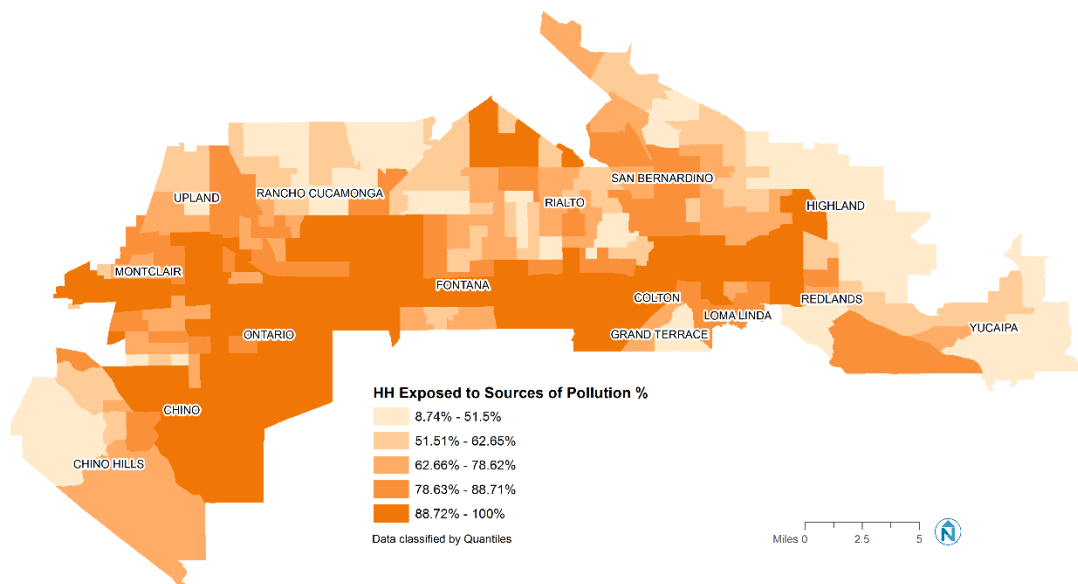 SAN BERNARDINO
UPLAND
RANCHO CUCAMONGA
RIALTO
HIGHLAND
MONTCLAIR
FONTANA
COLTON
REDLANDS
LOMA LINDA
ONTARIO
GRAND TERRACE
YUCAIPA
CHINO
CHINO HILLS
HH Exposed to Sources of Pollution %
8.74% - 51.5%
51.51% - 62.65%
62.66% - 78.62%
78.63% - 88.71%
88.72% - 100%
Data classified by Quantiles
Miles 0 2.5 5
N